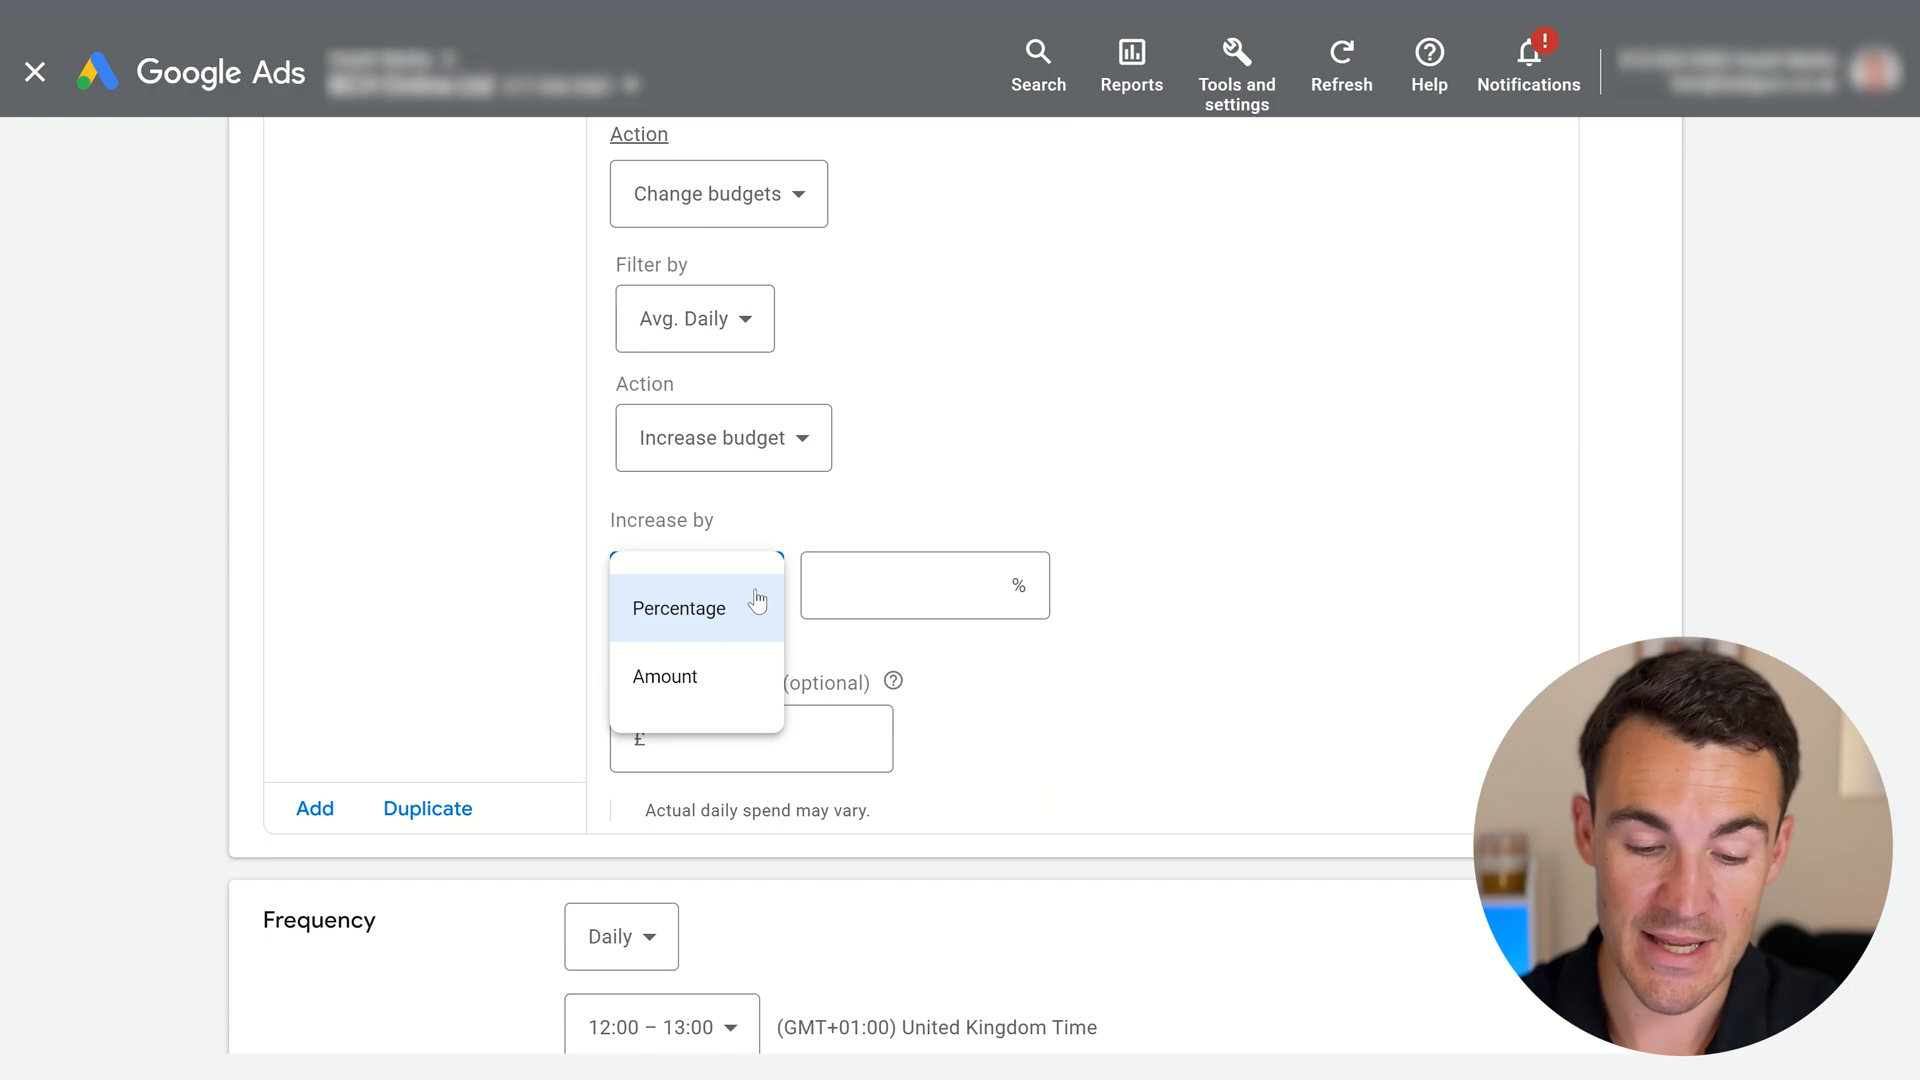 Google Ads
Search
Reports
Tools and settings
Refresh
Help
Notifications
!
Action
Change budgets
Filter by
Avg. Daily
Action
Increase budget
Increase by
Percentage
%
Amount
(optional)
£
Add
Duplicate
Actual daily spend may vary.
Frequency
Daily
12:00 – 13:00
(GMT+01:00) United Kingdom Time